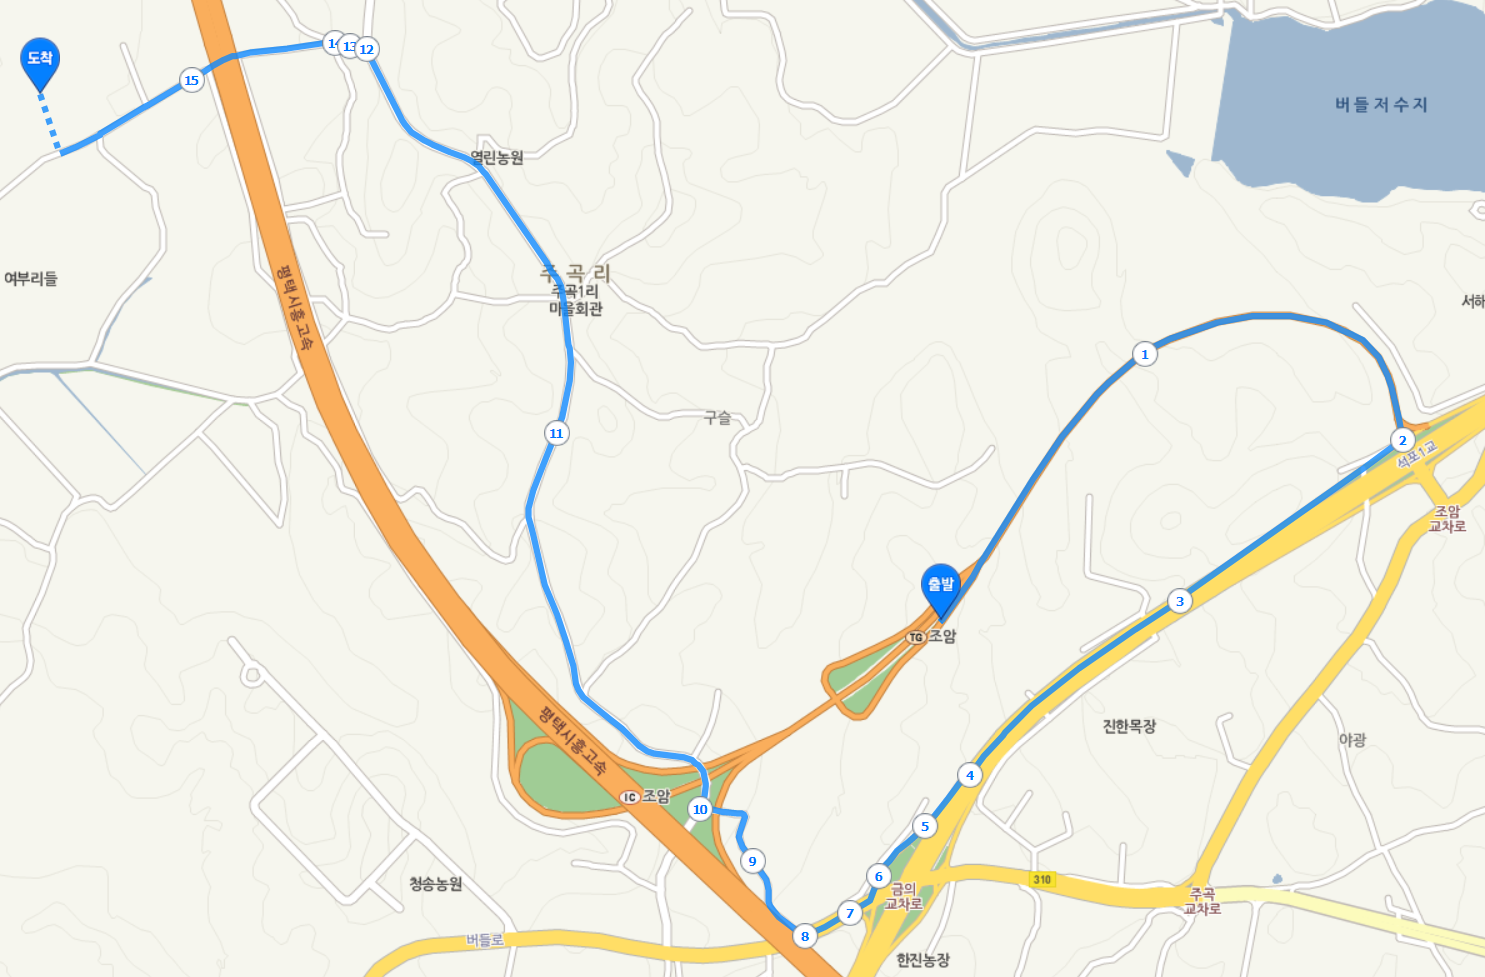 14
13
12
도착
15
버들저수지
열린농원
주곡리
주곡1리
마을회관
여부리들
평택시흥고속
서해
1
구슬
11
2
석포1교
조암
교차로
출발
3
TG 조암
진한목장
야광
평택시흥고속
4
IC 조암
10
5
9
6
310
청송농원
금의
교차로
주곡
교차로
7
8
버들로
한진농장